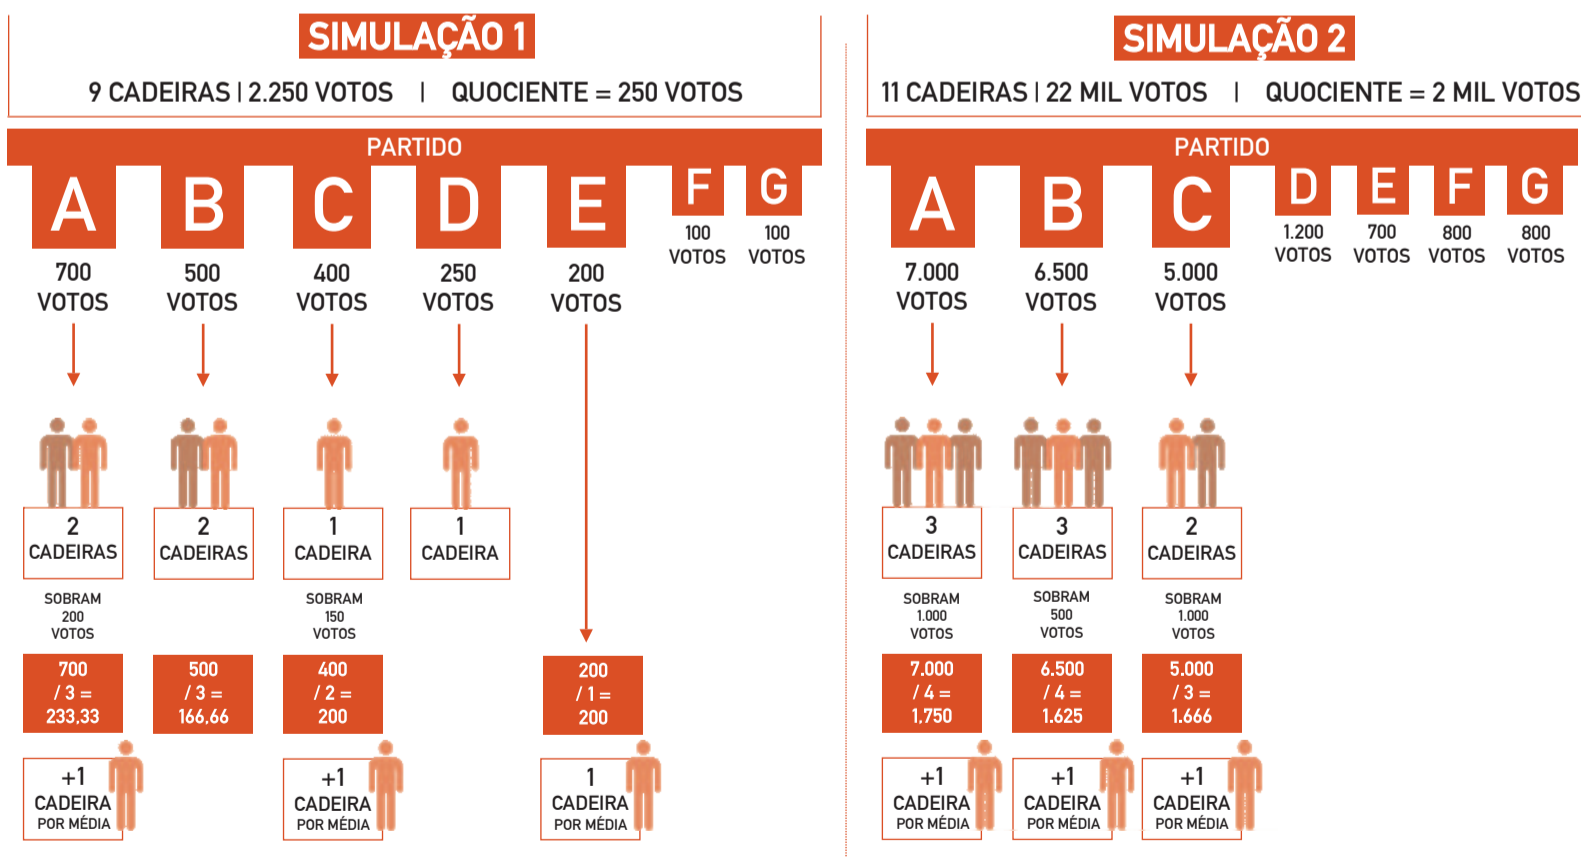 SIMULAÇÃO 1
9 CADEIRAS | 2.250 VOTOS | QUOCIENTE = 250 VOTOS
PARTIDO
A
B
C
D
E
F
G
700
VOTOS
500
VOTOS
400
VOTOS
250
VOTOS
200
VOTOS
100
VOTOS
100
VOTOS
2
CADEIRAS
2
CADEIRAS
1
CADEIRA
1
CADEIRA
SOBRAM
200
VOTOS
SOBRAM
150
VOTOS
700
/ 3 =
233,33
500
/ 3 =
166,66
400
/ 2 =
200
200
/ 1 =
200
+1
CADEIRA
POR MÉDIA
+1
CADEIRA
POR MÉDIA
1
CADEIRA
POR MÉDIA
SIMULAÇÃO 2
11 CADEIRAS | 22 MIL VOTOS | QUOCIENTE = 2 MIL VOTOS
PARTIDO
A
B
C
D
E
F
G
7.000
VOTOS
6.500
VOTOS
5.000
VOTOS
1.200
VOTOS
700
VOTOS
800
VOTOS
800
VOTOS
3
CADEIRAS
3
CADEIRAS
2
CADEIRAS
SOBRAM
1.000
VOTOS
SOBRAM
500
VOTOS
SOBRAM
1.000
VOTOS
7.000
/ 4 =
1,750
6.500
/ 4 =
1.625
5.000
/ 3 =
1.666
+1
CADEIRA
POR MÉDIA
+1
CADEIRA
POR MÉDIA
+1
CADEIRA
POR MÉDIA